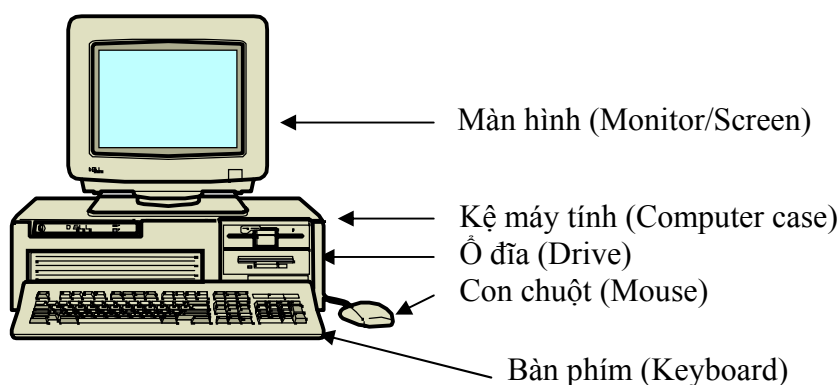 Màn hình (Monitor/Screen)
Kệ máy tính (Computer case)
Ổ đĩa (Drive)
Con chuột (Mouse)
Bàn phím (Keyboard)